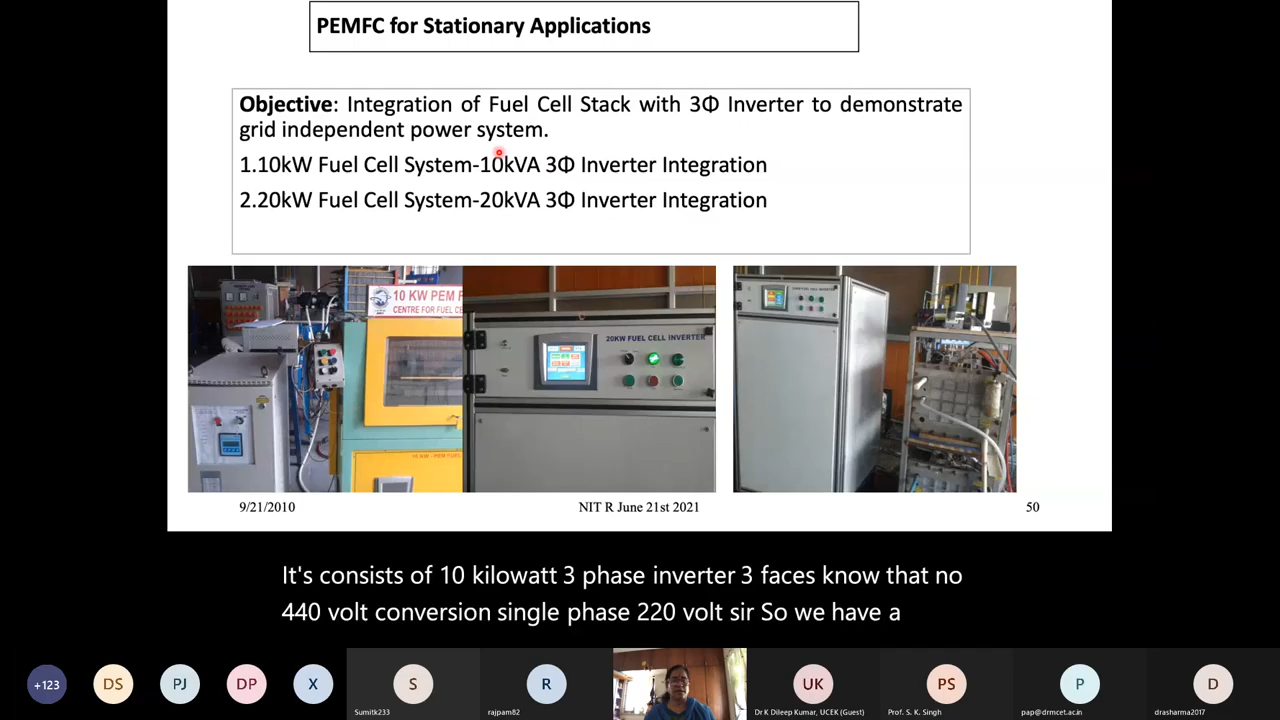 PEMFC for Stationary Applications
Objective: Integration of Fuel Cell Stack with 3Φ Inverter to demonstrate
grid independent power system.
1.10kW Fuel Cell System-10kVA 3Φ Inverter Integration
2.20kW Fuel Cell System-20kVA 3Φ Inverter Integration
10 KW PEM F
CENTRE FOR FUEL CE
20KW FUEL CELL INVERTER
10 KW - PEM FUEL
9/21/2010
NIT R June 21st 2021
50
It's consists of 10 kilowatt 3 phase inverter 3 faces know that no
440 volt conversion single phase 220 volt sir So we have a
+123
DS
PJ
DP
X
S
R
UK
PS
P
D
Sumitk233
rajpam82
Dr K Dileep Kumar, UCEK (Guest)
Prof. S. K. Singh
pap@drmcet.ac.in
drasharma2017